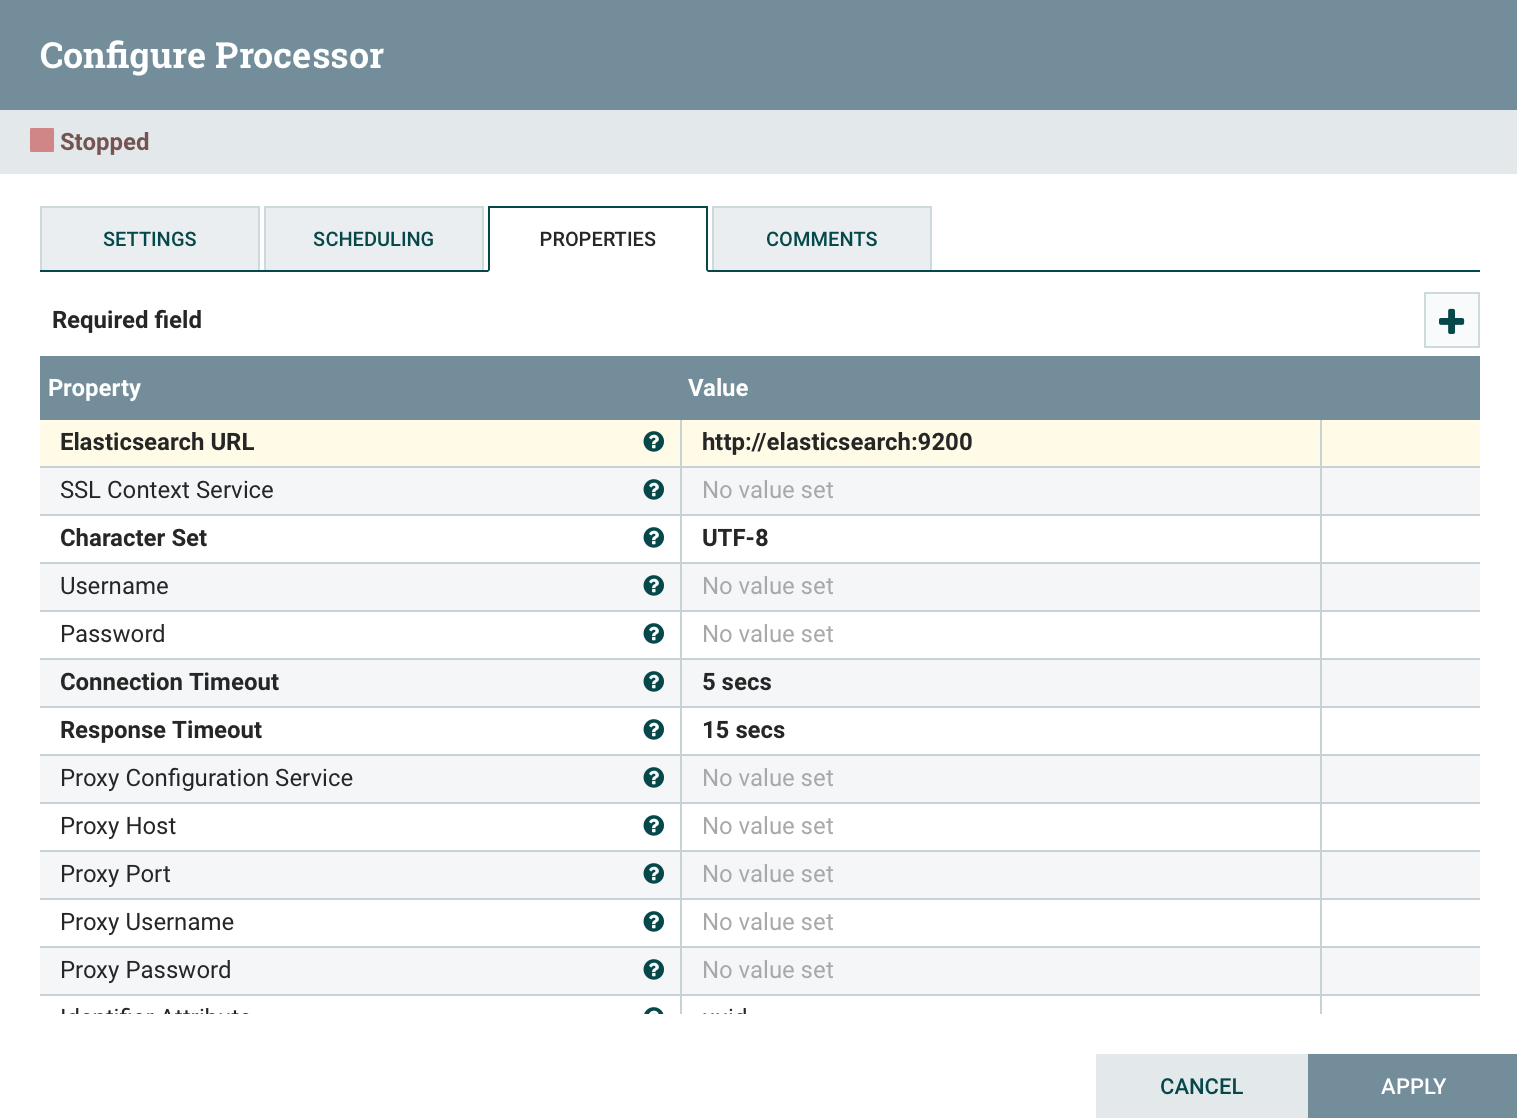 Configure Processor
Stopped
SETTINGS SCHEDULING PROPERTIES COMMENTS
Required field
Property Value
Elasticsearch URL http://elasticsearch:9200
SSL Context Service No value set
Character Set UTF-8
Username No value set
Password No value set
Connection Timeout 5 secs
Response Timeout 15 secs
Proxy Configuration Service No value set
Proxy Host No value set
Proxy Port No value set
Proxy Username No value set
Proxy Password No value set
Identifier Attribute uuid
CANCEL APPLY